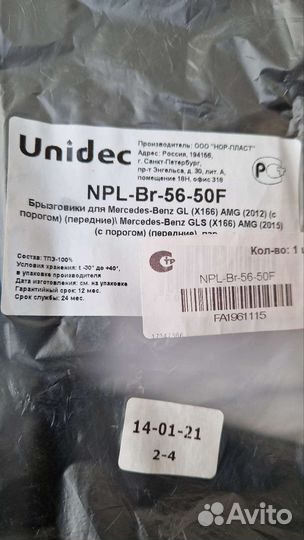 Unidec
Производитель: ООО "НОР-ПЛАСТ"
Адрес: Россия, 194156,
г. Санкт-Петербург,
пр-т Энгельса, д. 30, лит. А,
помещение 18Н, офис 316
NPL-Br-56-50F
Брызговики для Mercedes-Benz GL (X166) AMG (2012) (с
порогом) (передние)\ Mercedes-Benz GLS (X166) AMG (2015)
(с порогом) (передние), пар
Состав: ТПЭ-100%
Условия хранения: t -30° до +40°,
в упаковке производителя
Дата изготовления: см. на упаковке
Гарантийный срок: 12 мес.
Срок службы: 24 мес.
Кол-во: 1
NPL-Br-56-50F
FA1961115
14-01-21
2-4
Avito